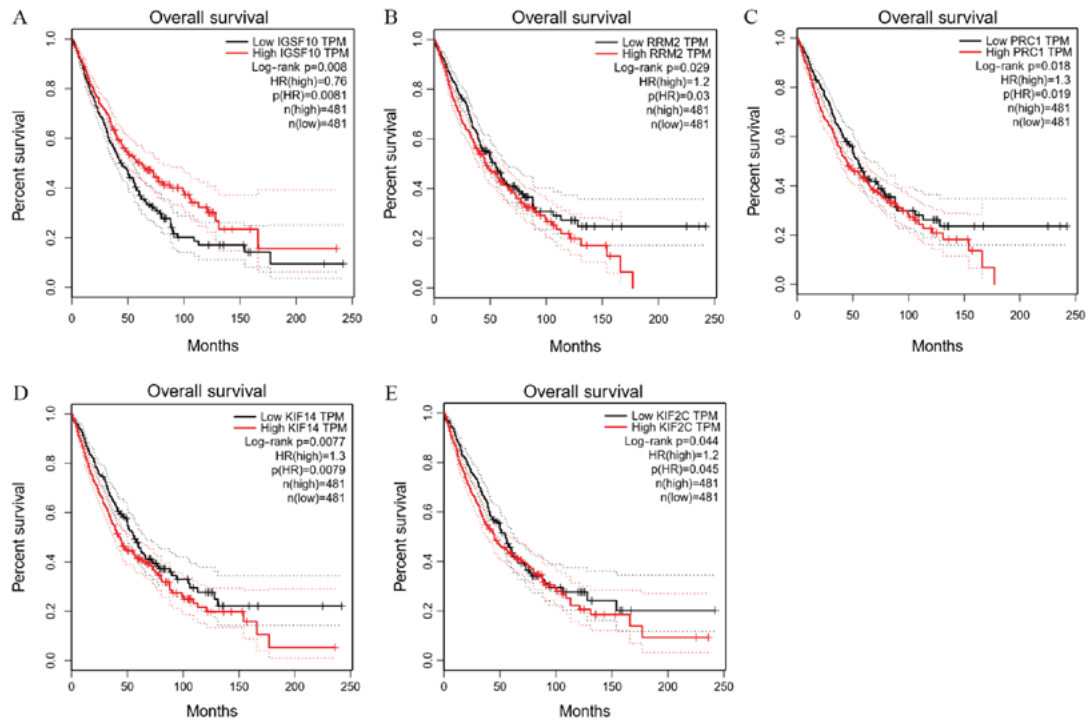 A
Overall survival
Low IGSF10 TPM
High IGSF10 TPM
Log-rank p=0.008
HR(high)=0.76
p(HR)=0.0081
n(high)=481
n(low)=481
Percent survival
1.0
0.8
0.6
0.4
0.2
0.0
0 50 100 150 200 250
Months
B
Overall survival
Low RRM2 TPM
High RRM2 TPM
Log-rank p=0.029
HR(high)=1.2
p(HR)=0.03
n(high)=481
n(low)=481
Percent survival
1.0
0.8
0.6
0.4
0.2
0.0
0 50 100 150 200 250
Months
C
Overall survival
Low PRC1 TPM
High PRC1 TPM
Log-rank p=0.018
HR(high)=1.3
p(HR)=0.019
n(high)=481
n(low)=481
Percent survival
1.0
0.8
0.6
0.4
0.2
0.0
0 50 100 150 200 250
Months
D
Overall survival
Low KIF14 TPM
High KIF14 TPM
Log-rank p=0.0077
HR(high)=1.3
p(HR)=0.0079
n(high)=481
n(low)=481
Percent survival
1.0
0.8
0.6
0.4
0.2
0.0
0 50 100 150 200 250
Months
E
Overall survival
Low KIF2C TPM
High KIF2C TPM
Log-rank p=0.044
HR(high)=1.2
p(HR)=0.045
n(high)=481
n(low)=481
Percent survival
1.0
0.8
0.6
0.4
0.2
0.0
0 50 100 150 200 250
Months